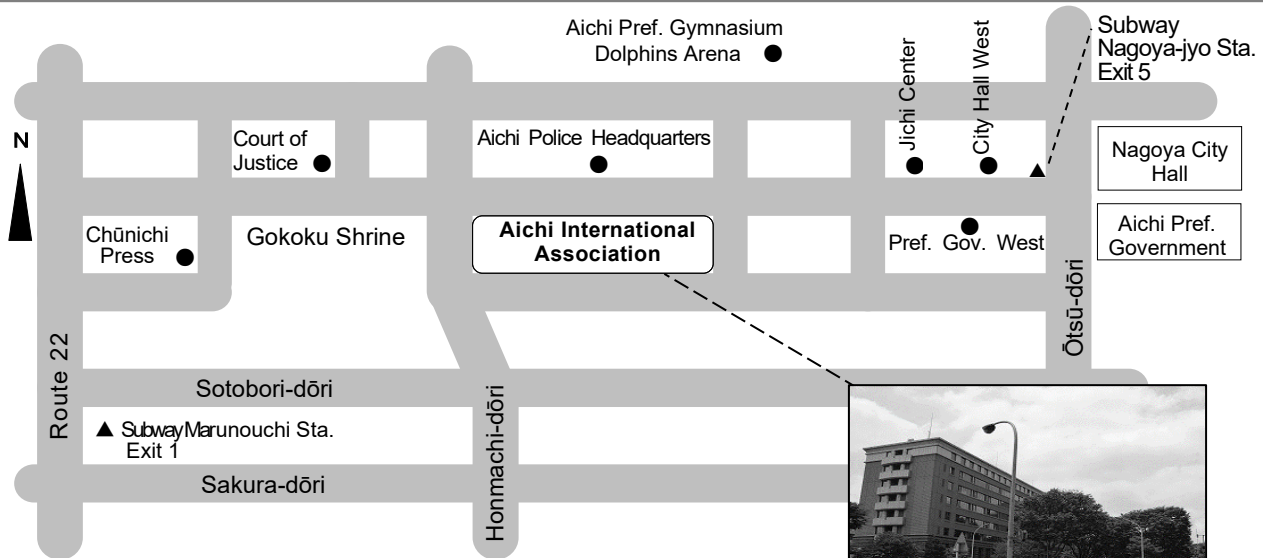 Aichi Pref. Gymnasium
Dolphins Arena
Subway
Nagoya-jyo Sta.
Exit 5
Jichi Center
City Hall West
N
Court of
Justice
Aichi Police Headquarters
Nagoya City
Hall
Chūnichi
Press
Gokoku Shrine
Aichi International
Association
Pref. Gov. West
Aichi Pref.
Government
Ōtsū-dōri
Route 22
Sotobori-dōri
Subway Marunouchi Sta.
Exit 1
Honmachi-dōri
Sakura-dōri